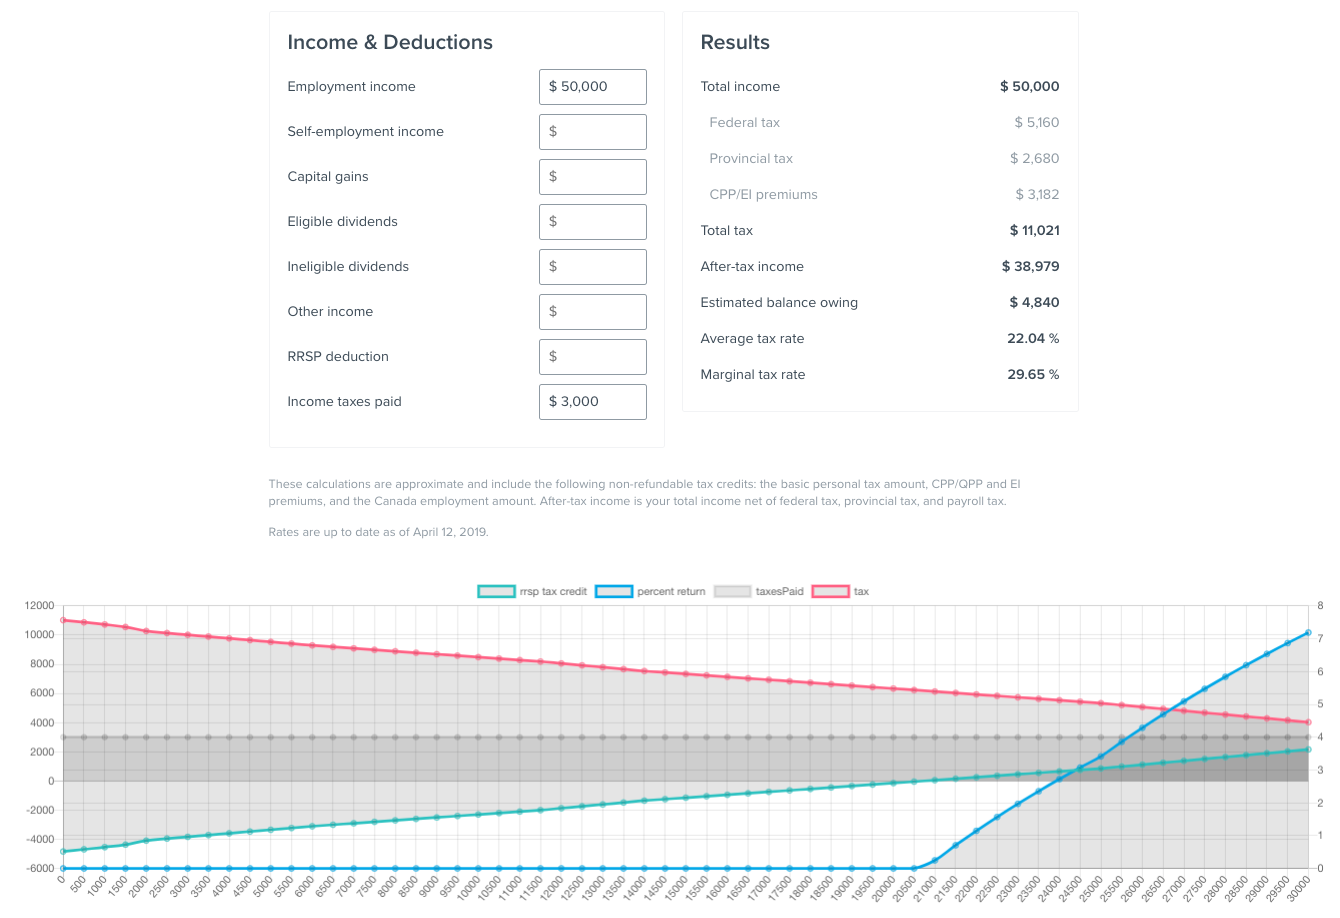 Income & Deductions
Employment income $ 50,000
Self-employment income $
Capital gains $
Eligible dividends $
Ineligible dividends $
Other income $
RRSP deduction $
Income taxes paid $ 3,000
Results
Total income $ 50,000
Federal tax $ 5,160
Provincial tax $ 2,680
CPP/EI premiums $ 3,182
Total tax $ 11,021
After-tax income $ 38,979
Estimated balance owing $ 4,840
Average tax rate 22.04 %
Marginal tax rate 29.65 %
These calculations are approximate and include the following non-refundable tax credits: the basic personal tax amount, CPP/QPP and EI
premiums, and the Canada employment amount. After-tax income is your total income net of federal tax, provincial tax, and payroll tax.
Rates are up to date as of April 12, 2019.
rrsp tax credit percent return taxesPaid tax
12000
10000
8000
6000
4000
2000
0
-2000
-4000
-6000
8
7
6
5
4
3
2
1
0
0 500 1000 1500 2000 2500 3000 3500 4000 4500 5000 5500 6000 6500 7000 7500 8000 8500 9000 9500 10000 10500 11000 11500 12000 12500 13000 13500 14000 14500 15000 15500 16000 16500 17000 17500 18000 18500 19000 19500 20000 20500 21000 21500 22000 22500 23000 23500 24000 24500 25000 25500 26000 26500 27000 27500 28000 28500 29000 29500 30000